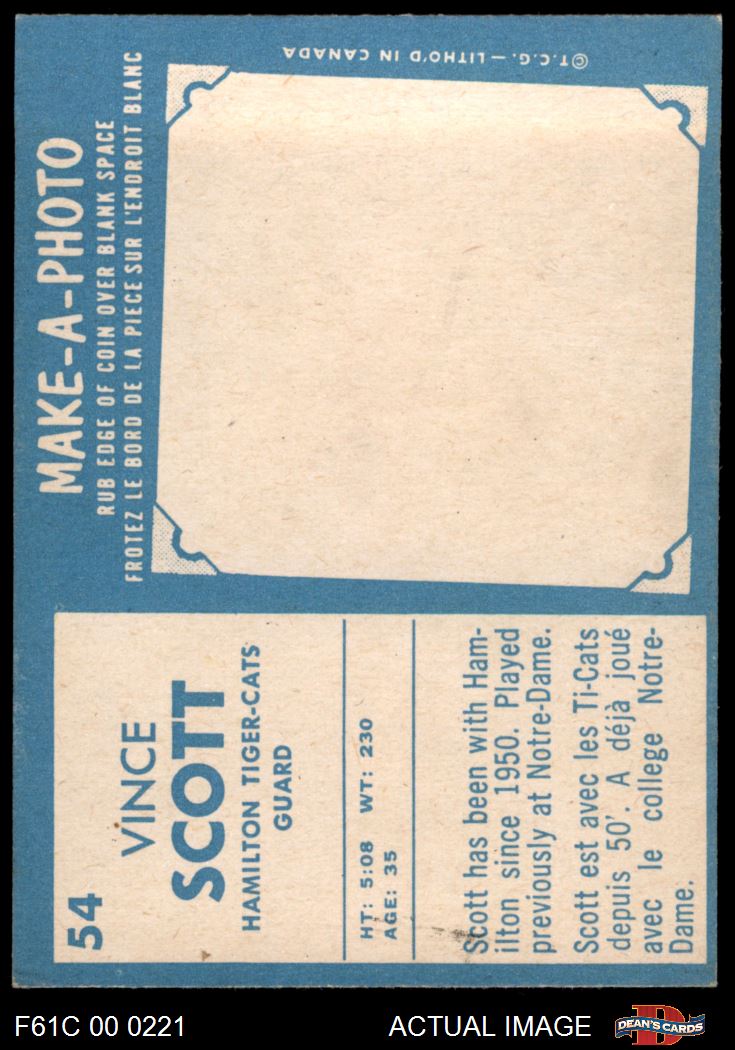 54
VINCE
SCOTT
HAMILTON TIGER-CATS
GUARD
HT: 5:08 WT: 230
AGE: 35
Scott has been with Ham-
ilton since 1950. Played
previously at Notre-Dame.
Scott est avec les Ti-Cats
depuis 50'. A déjà joué
avec le college Notre-
Dame.
MAKE-A-PHOTO
RUB EDGE OF COIN OVER BLANK SPACE
FROTEZ LE BORD DE LA PIECE SUR L'ENDROIT BLANC
©T.C.G.—LITHO'D IN CANADA
F61C 00 0221
ACTUAL IMAGE
D
DEAN'S CARDS